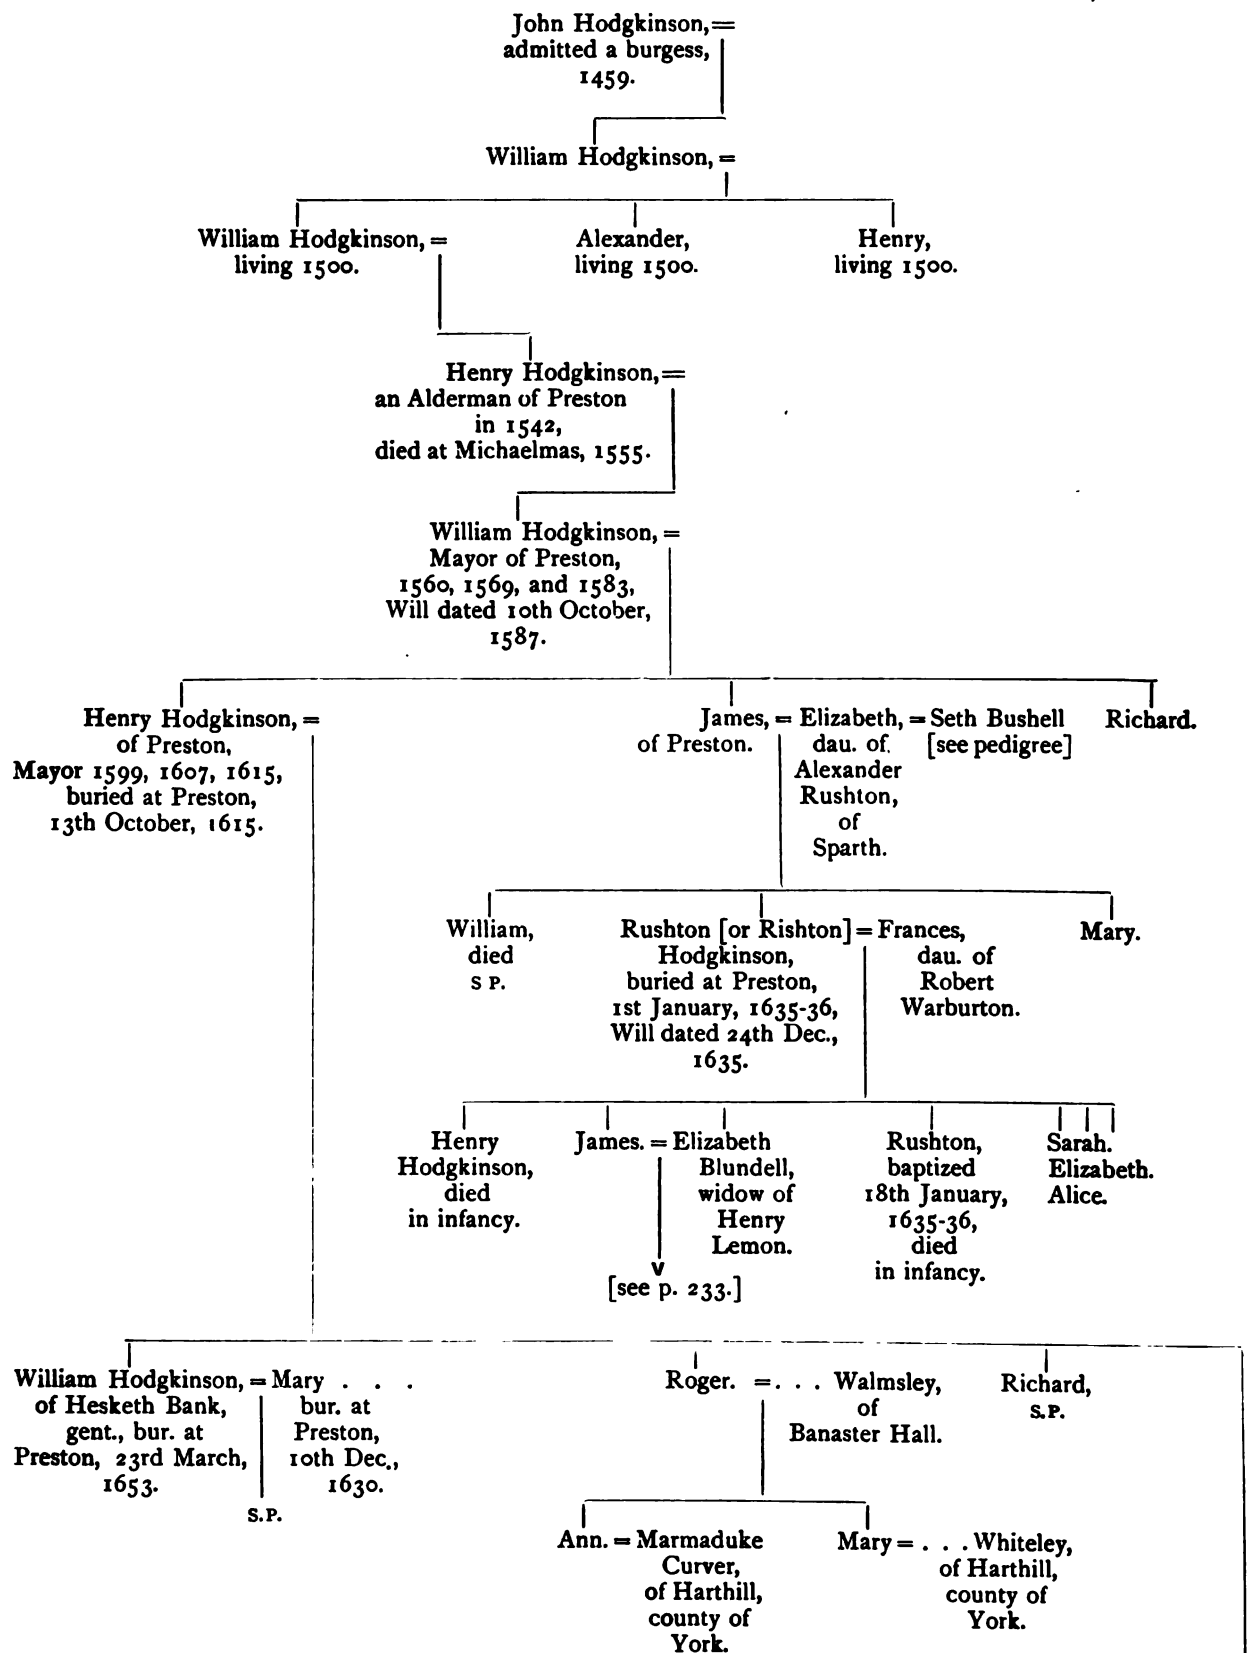 John Hodgkinson,=
admitted a burgess,
1459.
William Hodgkinson, =
William Hodgkinson, =
living 1500.
Alexander,
living 1500.
Henry,
living 1500.
Henry Hodgkinson,=
an Alderman of Preston
in 1542,
died at Michaelmas, 1555.
William Hodgkinson, =
Mayor of Preston,
1560, 1569, and 1583,
Will dated 10th October,
1587.
Henry Hodgkinson, =
of Preston,
Mayor 1599, 1607, 1615,
buried at Preston,
13th October, 1615.
James, = Elizabeth, = Seth Bushell
of Preston.
dau. of
Alexander
Rushton,
of
Sparth.
[see pedigree]
Richard.
William,
died
S P.
Rushton [or Rishton] = Frances,
Hodgkinson,
buried at Preston,
1st January, 1635-36,
Will dated 24th Dec.,
1635.
dau. of
Robert
Warburton.
Mary.
Henry
Hodgkinson,
died
in infancy.
James. = Elizabeth
Blundell,
widow of
Henry
Lemon.
[see p. 233.]
Rushton,
baptized
18th January,
1635-36,
died
in infancy.
Sarah.
Elizabeth.
Alice.
William Hodgkinson, = Mary . . .
of Hesketh Bank,
gent., bur. at
Preston, 23rd March,
1653.
bur. at
Preston,
10th Dec.,
1630.
S.P.
Roger. =. . . Walmsley,
of
Banaster Hall.
Richard,
S.P.
Ann. = Marmaduke
Curver,
of Harthill,
county of
York.
Mary = . . . Whiteley,
of Harthill,
county of
York.